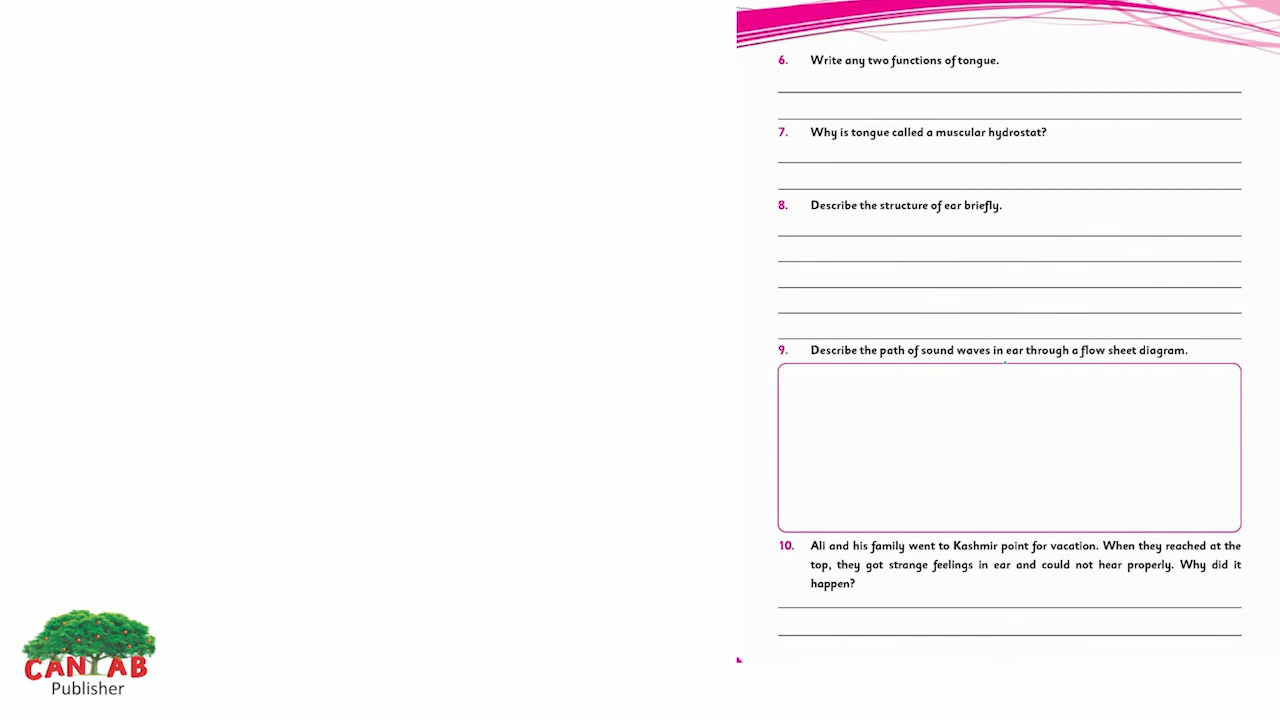 6. Write any two functions of tongue.
7. Why is tongue called a muscular hydrostat?
8. Describe the structure of ear briefly.
9. Describe the path of sound waves in ear through a flow sheet diagram.
10. Ali and his family went to Kashmir point for vacation. When they reached at the
top, they got strange feelings in ear and could not hear properly. Why did it
happen?
CANTAB
Publisher